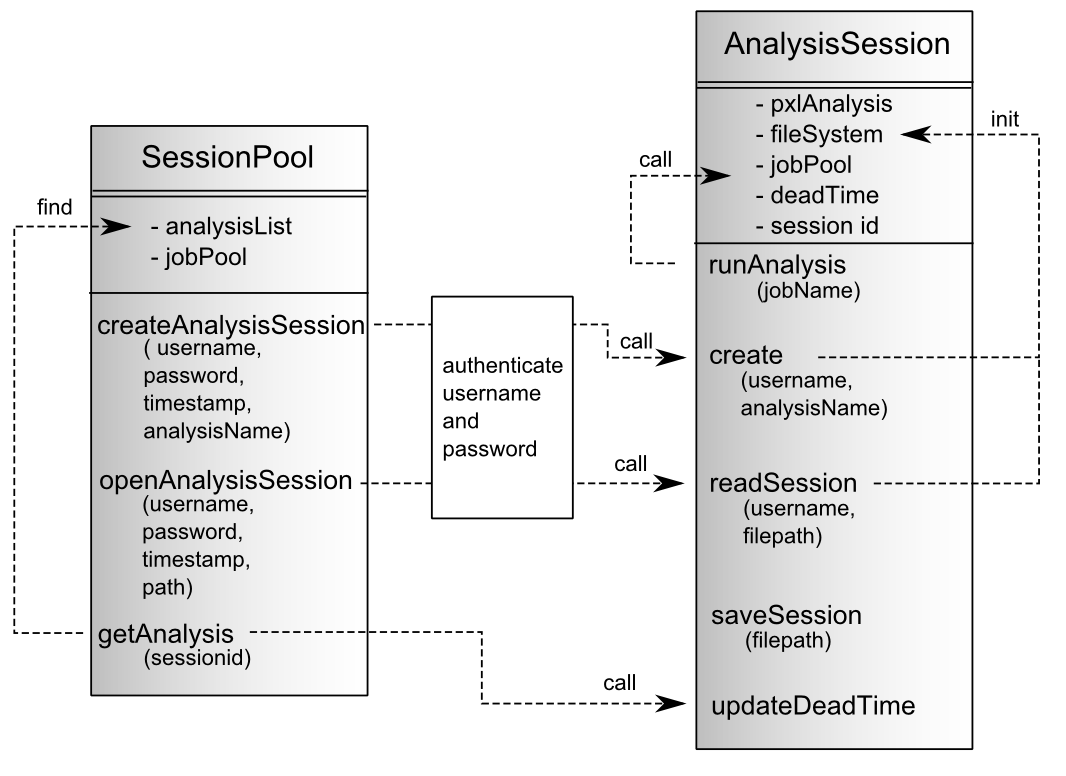 SessionPool
find
- analysisList
- jobPool
createAnalysisSession
( username,
password,
timestamp,
analysisName)
openAnalysisSession
(username,
password,
timestamp,
path)
getAnalysis
(sessionid)
authenticate
username
and
password
call
call
call
AnalysisSession
- pxlAnalysis
- fileSystem
- jobPool
- deadTime
- session id
call
init
runAnalysis
(jobName)
create
(username,
analysisName)
readSession
(username,
filepath)
saveSession
(filepath)
updateDeadTime